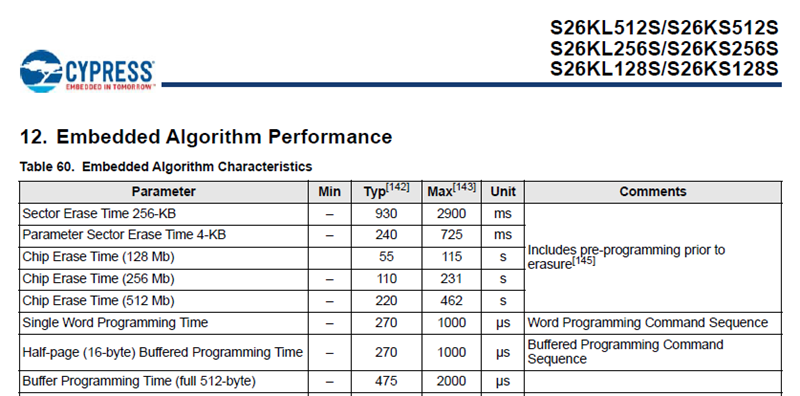 S26KL512S/S26KS512S
S26KL256S/S26KS256S
S26KL128S/S26KS128S
CYPRESS®
EMBEDDED IN TOMORROW™
12. Embedded Algorithm Performance
Table 60. Embedded Algorithm Characteristics
Parameter Min Typ[142] Max[143] Unit Comments
Sector Erase Time 256-KB – 930 2900 ms
Parameter Sector Erase Time 4-KB – 240 725 ms
Chip Erase Time (128 Mb) 55 115 s
Includes pre-programming prior to
erasure[145]
Chip Erase Time (256 Mb) – 110 231 s
Chip Erase Time (512 Mb) – 220 462 s
Single Word Programming Time – 270 1000 µs Word Programming Command Sequence
Half-page (16-byte) Buffered Programming Time – 270 1000 µs Buffered Programming Command
Sequence
Buffer Programming Time (full 512-byte) – 475 2000 µs